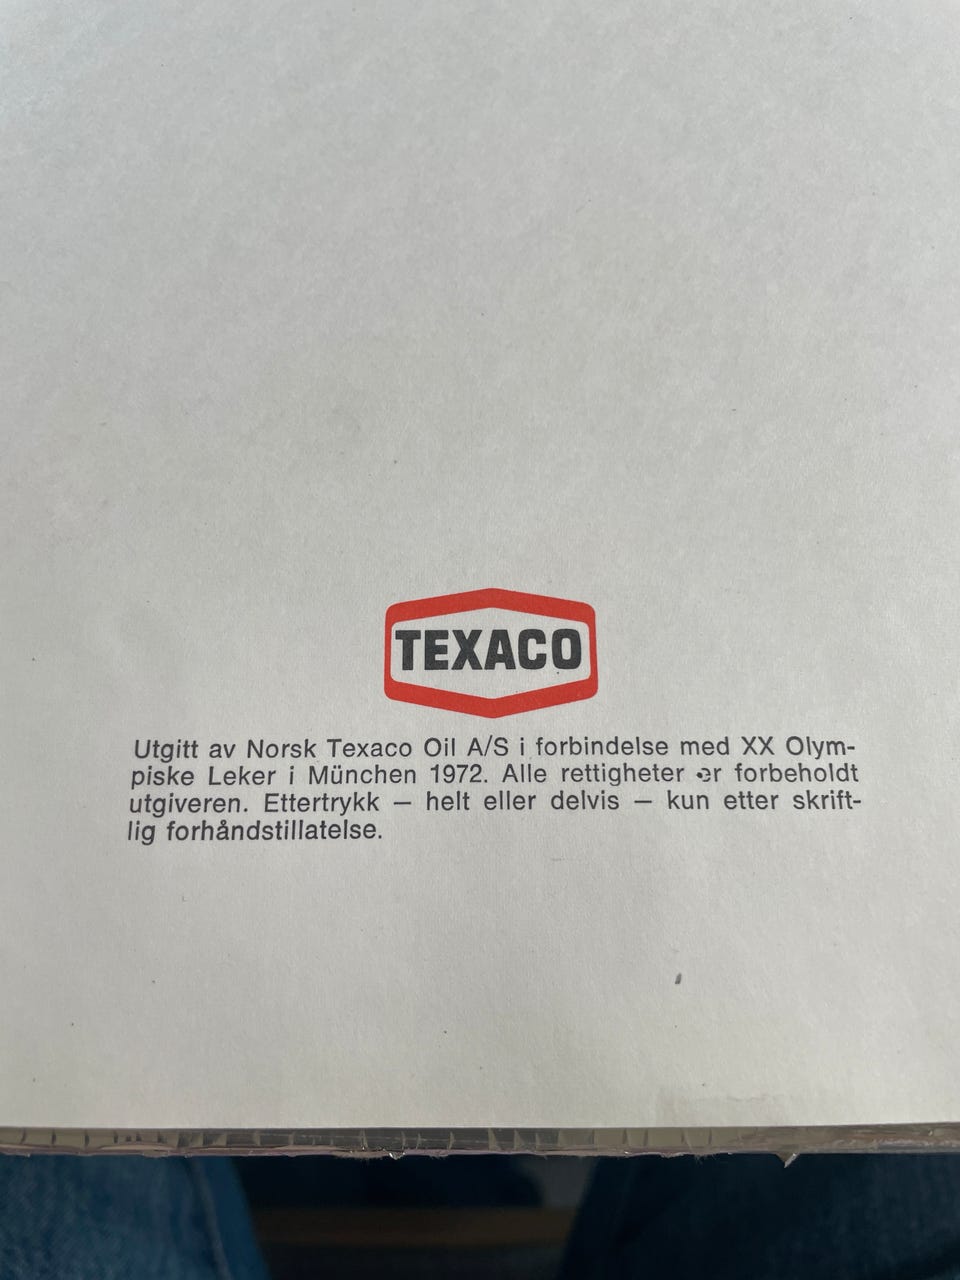 TEXACO
Utgitt av Norsk Texaco Oil A/S i forbindelse med XX Olym-
piske Leker i München 1972. Alle rettigheter er forbeholdt
utgiveren. Ettertrykk — helt eller delvis — kun etter skrift-
lig forhåndstillatelse.